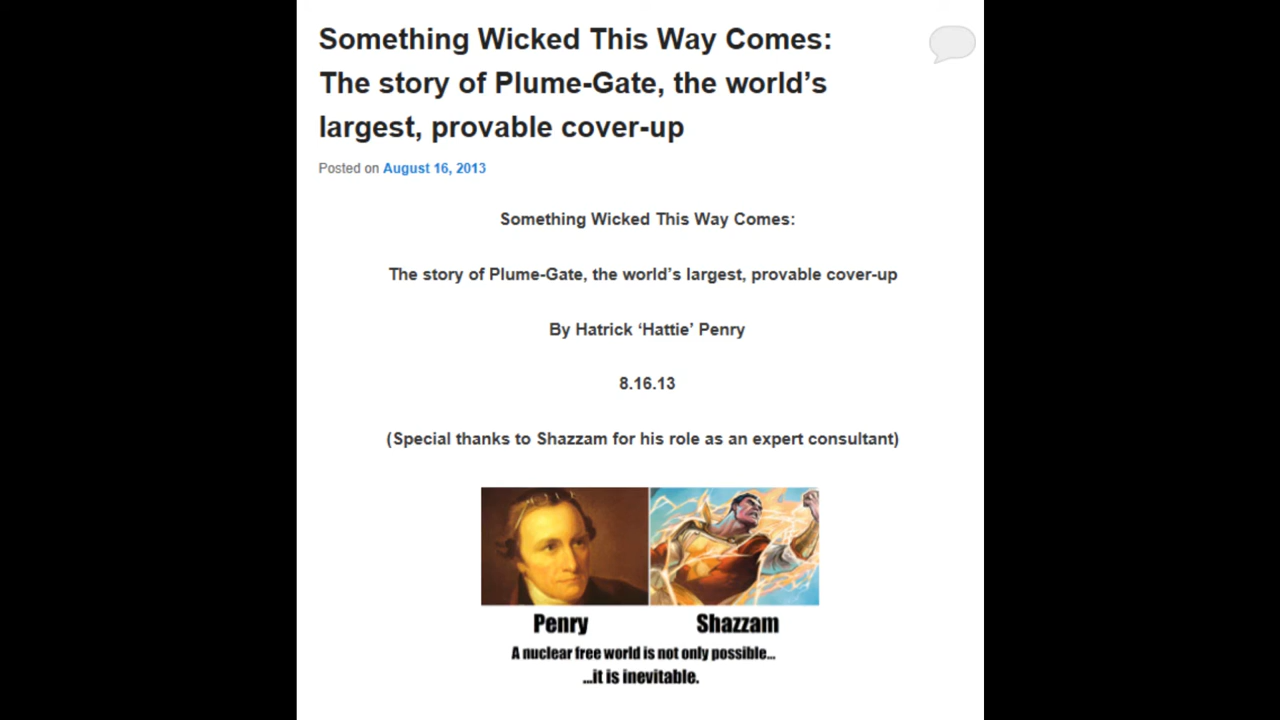 Something Wicked This Way Comes:
The story of Plume-Gate, the world's
largest, provable cover-up
Posted on August 16, 2013
Something Wicked This Way Comes:
The story of Plume-Gate, the world's largest, provable cover-up
By Hatrick ‘Hattie’ Penry
8.16.13
(Special thanks to Shazzam for his role as an expert consultant)
Penry Shazzam
A nuclear free world is not only possible...
...it is inevitable.